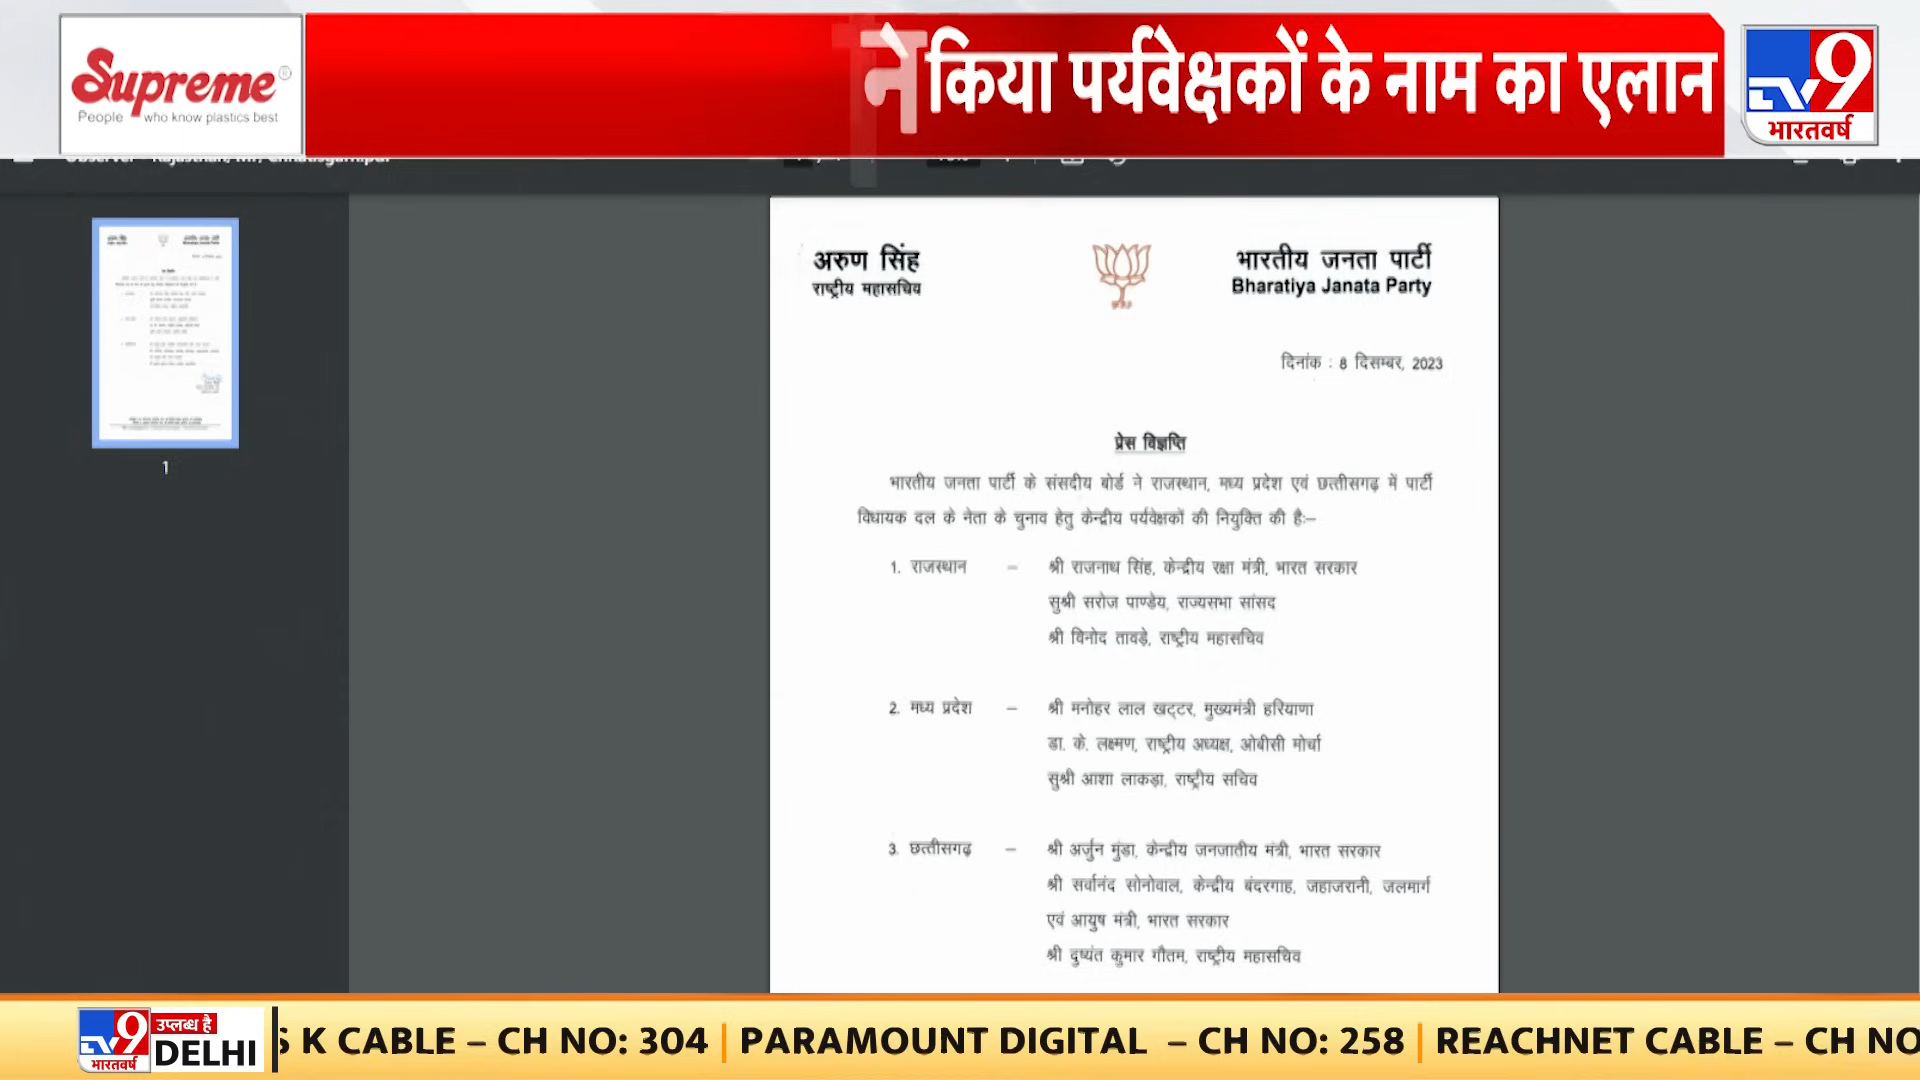 Supreme
People who know plastics best
ने किया पर्यवेक्षकों के नाम का एलान
TV9
भारतवर्ष
1
अरुण सिंह
राष्ट्रीय महासचिव
भारतीय जनता पार्टी
Bharatiya Janata Party
दिनांक : 8 दिसम्बर, 2023
प्रेस विज्ञप्ति
भारतीय जनता पार्टी के संसदीय बोर्ड ने राजस्थान, मध्य प्रदेश एवं छत्तीसगढ़ में पार्टी
विधायक दल के नेता के चुनाव हेतु केन्द्रीय पर्यवेक्षकों की नियुक्ति की हैः–
1. राजस्थान – श्री राजनाथ सिंह, केन्द्रीय रक्षा मंत्री, भारत सरकार
सुश्री सरोज पाण्डेय, राज्यसभा सांसद
श्री विनोद तावड़े, राष्ट्रीय महासचिव
2. मध्य प्रदेश – श्री मनोहर लाल खट्टर, मुख्यमंत्री हरियाणा
डा. के. लक्ष्मण, राष्ट्रीय अध्यक्ष, ओबीसी मोर्चा
सुश्री आशा लाकड़ा, राष्ट्रीय सचिव
3. छत्तीसगढ़ – श्री अर्जुन मुंडा, केन्द्रीय जनजातीय मंत्री, भारत सरकार
श्री सर्वानंद सोनोवाल, केन्द्रीय बंदरगाह, जहाजरानी, जलमार्ग
एवं आयुष मंत्री, भारत सरकार
श्री दुष्यंत कुमार गौतम, राष्ट्रीय महासचिव
TV9 भारतवर्ष उपलब्ध है DELHI
S K CABLE – CH NO: 304 | PARAMOUNT DIGITAL – CH NO: 258 | REACHNET CABLE – CH NO